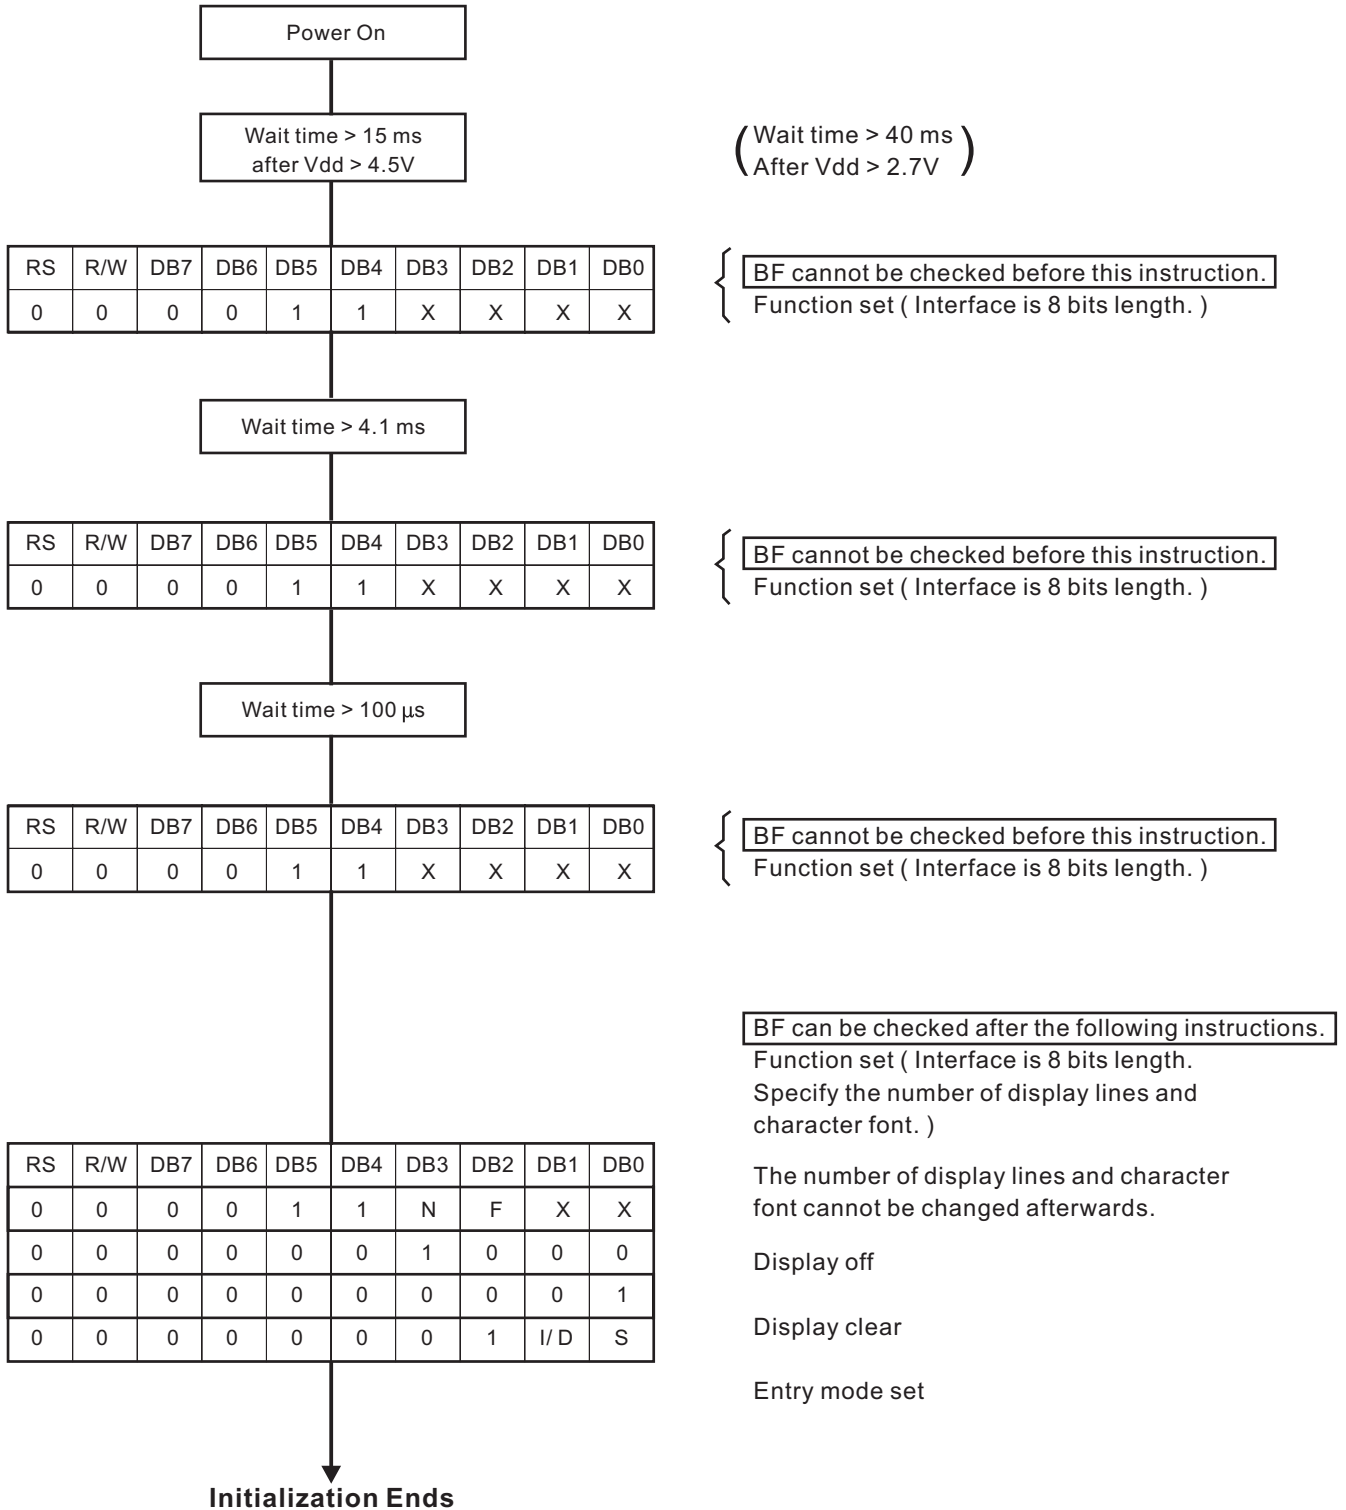 Power On
Wait time > 15 ms
after Vdd > 4.5V
(Wait time > 40 ms
After Vdd > 2.7V)
RS R/W DB7 DB6 DB5 DB4 DB3 DB2 DB1 DB0
0 0 0 0 1 1 X X X X
BF cannot be checked before this instruction.
Function set ( Interface is 8 bits length. )
Wait time > 4.1 ms
RS R/W DB7 DB6 DB5 DB4 DB3 DB2 DB1 DB0
0 0 0 0 1 1 X X X X
BF cannot be checked before this instruction.
Function set ( Interface is 8 bits length. )
Wait time > 100 µs
RS R/W DB7 DB6 DB5 DB4 DB3 DB2 DB1 DB0
0 0 0 0 1 1 X X X X
BF cannot be checked before this instruction.
Function set ( Interface is 8 bits length. )
BF can be checked after the following instructions.
Function set ( Interface is 8 bits length.
Specify the number of display lines and
character font. )
RS R/W DB7 DB6 DB5 DB4 DB3 DB2 DB1 DB0
0 0 0 0 1 1 N F X X
0 0 0 0 0 0 1 0 0 0
0 0 0 0 0 0 0 0 0 1
0 0 0 0 0 0 0 1 I/D S
The number of display lines and character
font cannot be changed afterwards.
Display off
Display clear
Entry mode set
Initialization Ends